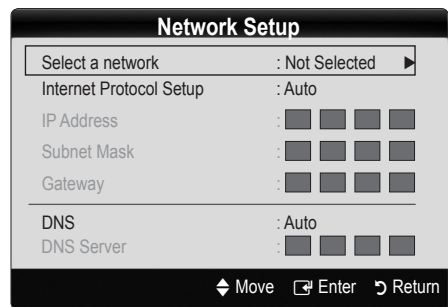 Network Setup
Select a network : Not Selected ▶
Internet Protocol Setup : Auto
IP Address :
Subnet Mask :
Gateway :
DNS : Auto
DNS Server :
Move Enter Return